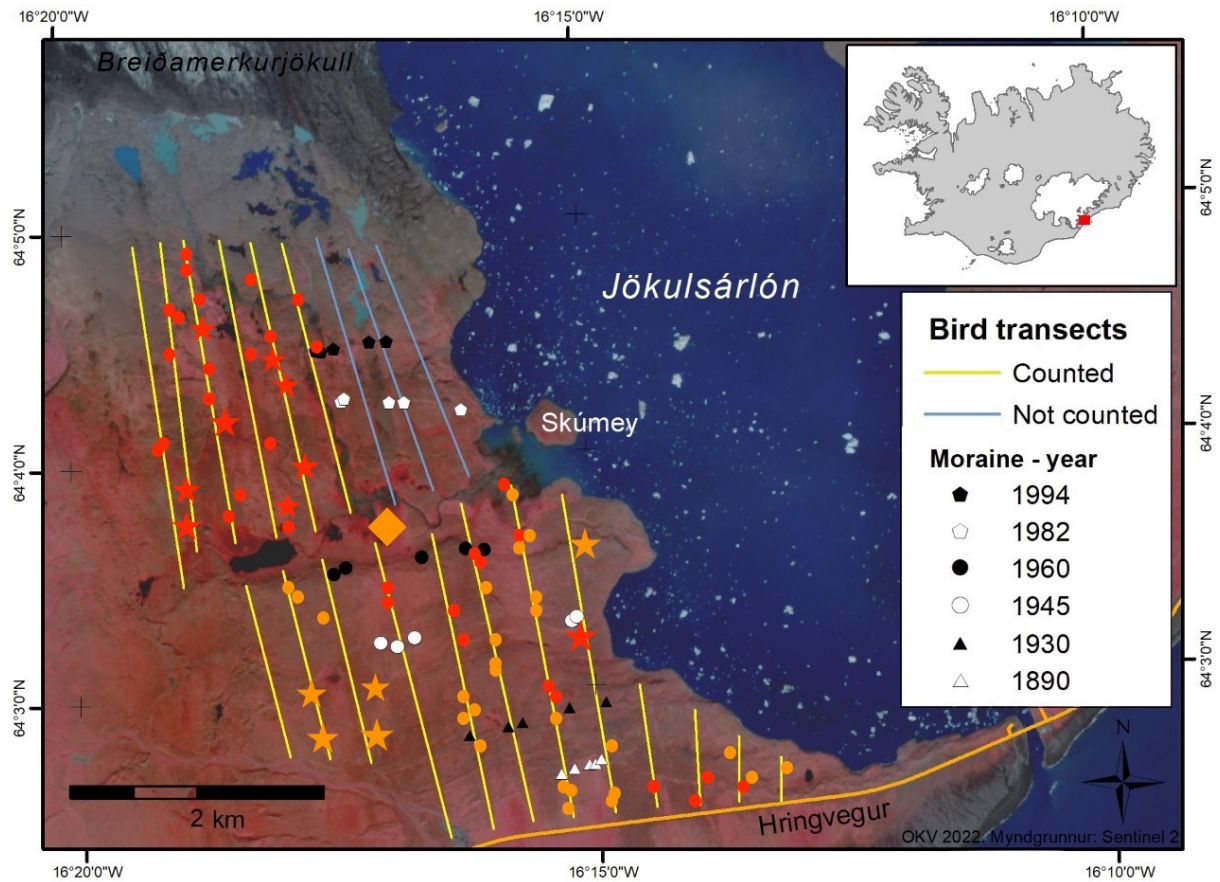 16°20'0"W
16°15'0"W
16°10'0"W
Breiðamerkurjökull
64°5'0"N
64°5'0"N
Jökulsárlón
Bird transects
Counted
Not counted
Skúmey
64°4'0"N
64°4'0"N
Moraine - year
1994
1982
1960
1945
1930
1890
64°3'0"N
64°3'0"N
N
2 km
Hringvegur
OKV 2022. Myndgrunnur: Sentinel 2
16°20'0"W
16°15'0"W
16°10'0"W